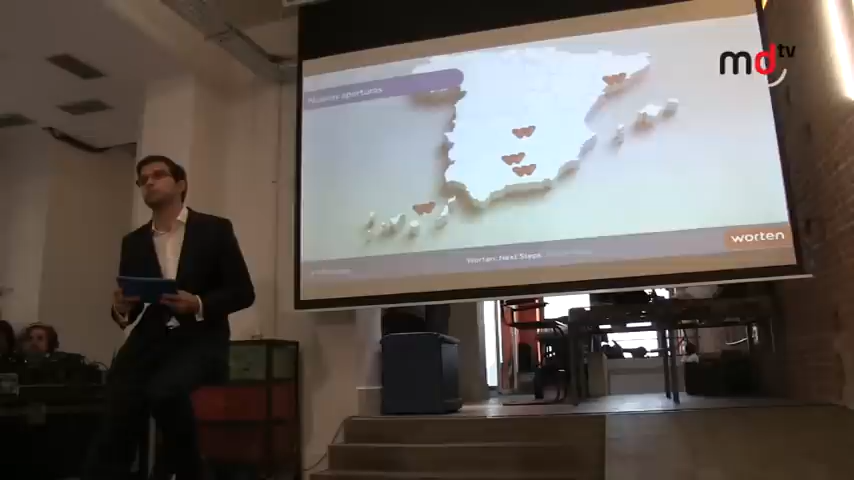 md tv
Nuevas aperturas
worten
Worten: Next Steps